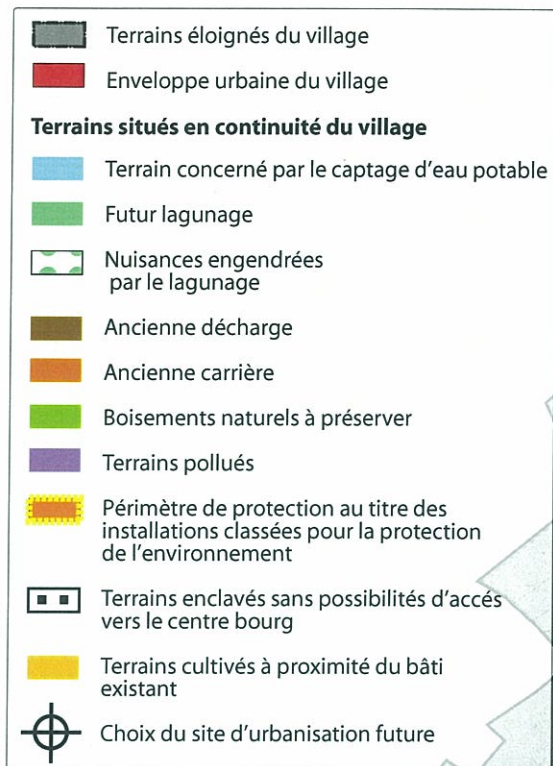 Terrains éloignés du village
Enveloppe urbaine du village
Terrains situés en continuité du village
Terrain concerné par le captage d'eau potable
Futur lagunage
Nuisances engendrées
par le lagunage
Ancienne décharge
Ancienne carrière
Boisements naturels à préserver
Terrains pollués
Périmètre de protection au titre des
installations classées pour la protection
de l'environnement
Terrains enclavés sans possibilités d'accés
vers le centre bourg
Terrains cultivés à proximité du bâti
existant
Choix du site d'urbanisation future